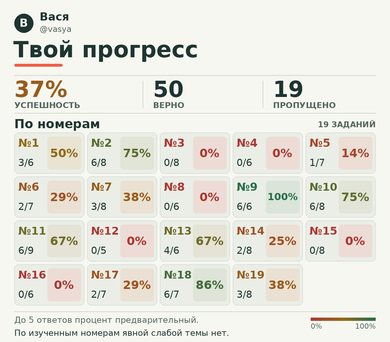 В Вася
@vasya
Твой прогресс
37% 50 19
УСПЕШНОСТЬ ВЕРНО ПРОПУЩЕНО
По номерам 19 ЗАДАНИЙ
№1 3/6 50% №2 6/8 75% №3 0/8 0% №4 0/6 0% №5 1/7 14%
№6 2/7 29% №7 3/8 38% №8 0/6 0% №9 6/6 100% №10 6/8 75%
№11 6/9 67% №12 0/5 0% №13 4/6 67% №14 2/8 25% №15 0/8 0%
№16 0/6 0% №17 2/7 29% №18 6/7 86% №19 3/8 38%
До 5 ответов процент предварительный.
По изученным номерам явной слабой темы нет.
0% 100%